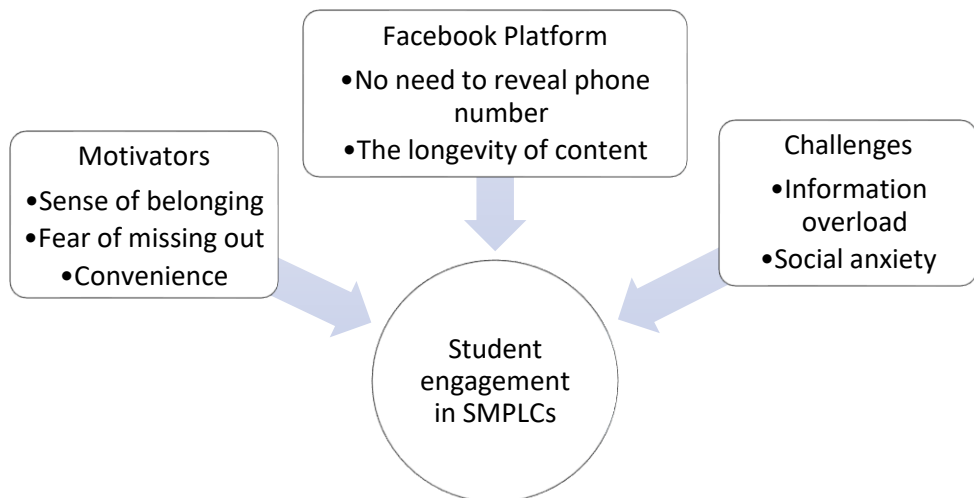 Facebook Platform
•No need to reveal phone
number
•The longevity of content
Motivators
•Sense of belonging
•Fear of missing out
•Convenience
Challenges
•Information
overload
•Social anxiety
Student
engagement
in SMPLCs